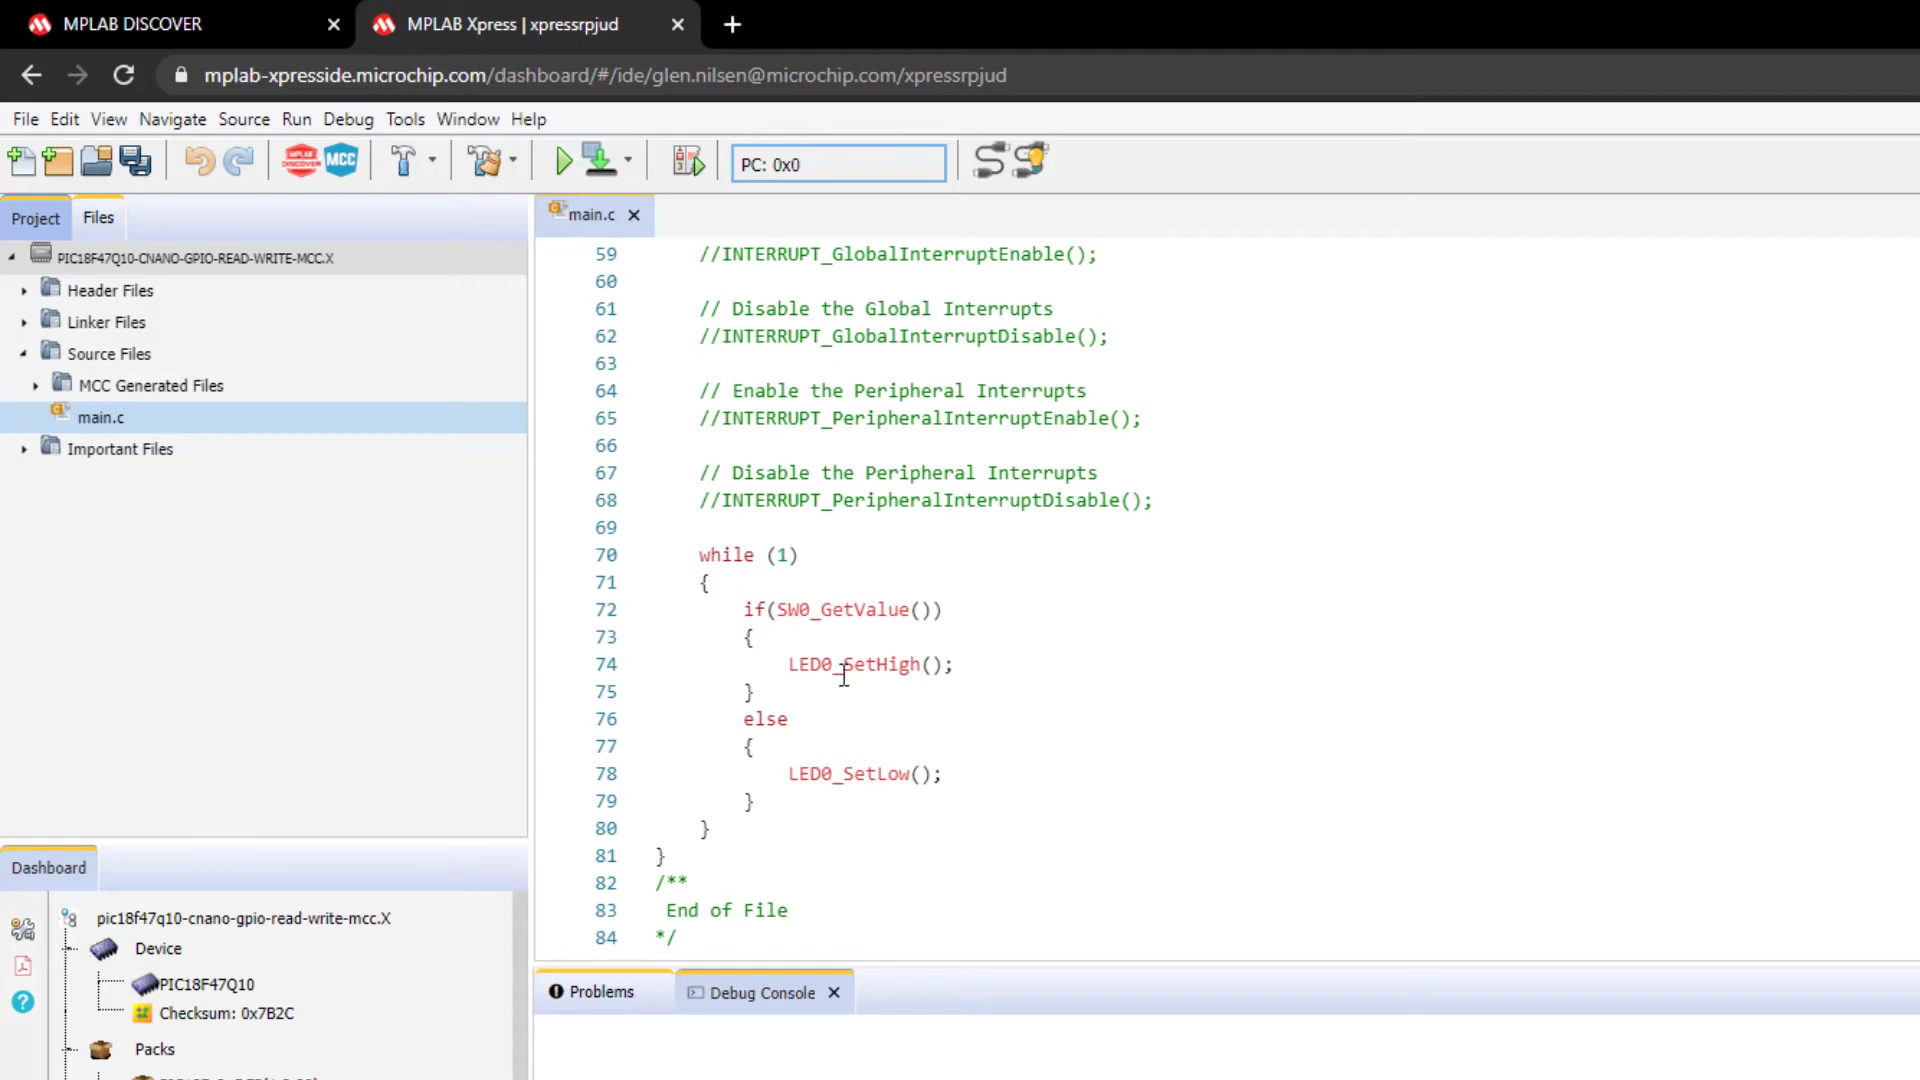 MPLAB DISCOVER
MPLAB Xpress | xpressrpjud
mplab-xpresside.microchip.com/dashboard/#/ide/glen.nilsen@microchip.com/xpressrpjud
File Edit View Navigate Source Run Debug Tools Window Help
MPLAB DISCOVER MCC PC: 0x0
Project Files
PIC18F47Q10-CNANO-GPIO-READ-WRITE-MCC.X
Header Files
Linker Files
Source Files
MCC Generated Files
main.c
Important Files
main.c
59 //INTERRUPT_GlobalInterruptEnable();
60
61 // Disable the Global Interrupts
62 //INTERRUPT_GlobalInterruptDisable();
63
64 // Enable the Peripheral Interrupts
65 //INTERRUPT_PeripheralInterruptEnable();
66
67 // Disable the Peripheral Interrupts
68 //INTERRUPT_PeripheralInterruptDisable();
69
70 while (1)
71 {
72 if(SW0_GetValue())
73 {
74 LED0_SetHigh();
75 }
76 else
77 {
78 LED0_SetLow();
79 }
80 }
81 }
82 /**
83 End of File
84 */
Dashboard
pic18f47q10-cnano-gpio-read-write-mcc.X
Device
PIC18F47Q10
Checksum: 0x7B2C
Packs
Problems
Debug Console